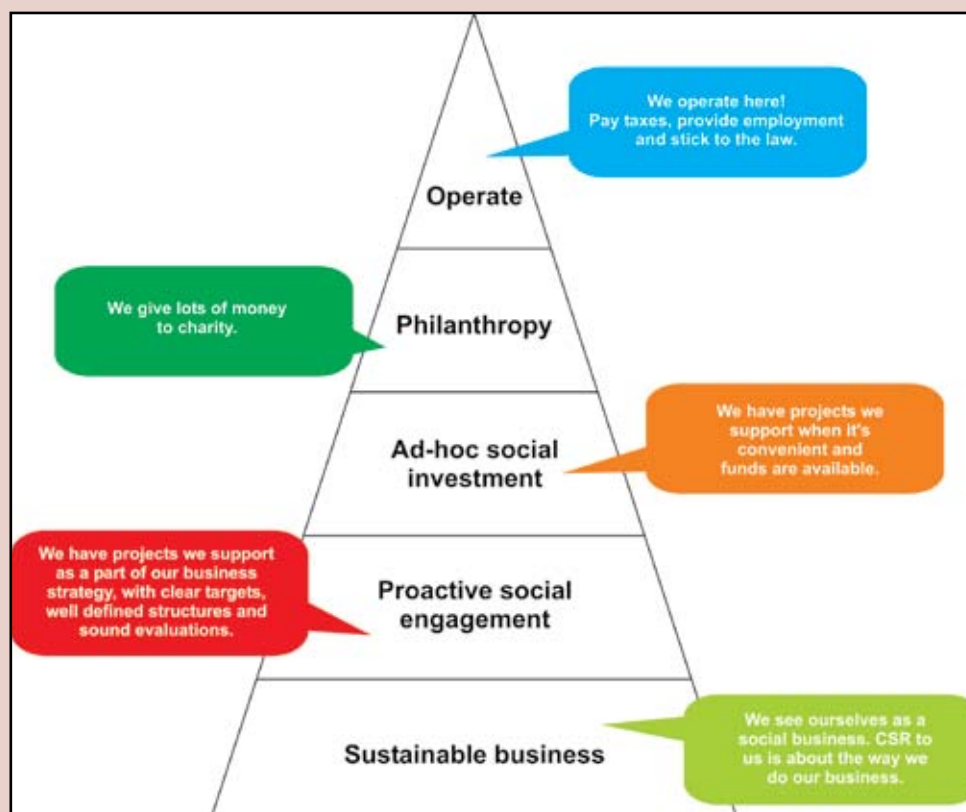 We operate here!
Pay taxes, provide employment
and stick to the law.
Operate
We give lots of money
to charity.
Philanthropy
We have projects we
support when it's
convenient and
funds are available.
Ad-hoc social
investment
We have projects we support
as a part of our business
strategy, with clear targets,
well defined structures and
sound evaluations.
Proactive social
engagement
We see ourselves as a
social business. CSR to
us is about the way we
do our business.
Sustainable business